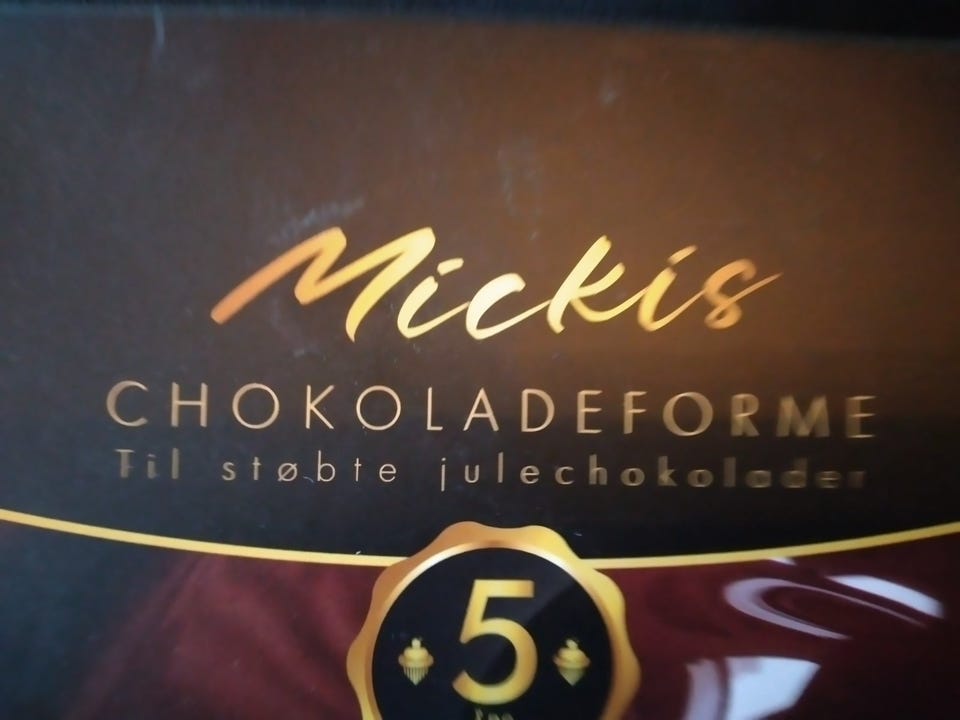 Mickis
CHOKOLADEFORME
Til støbte julechokolader
5